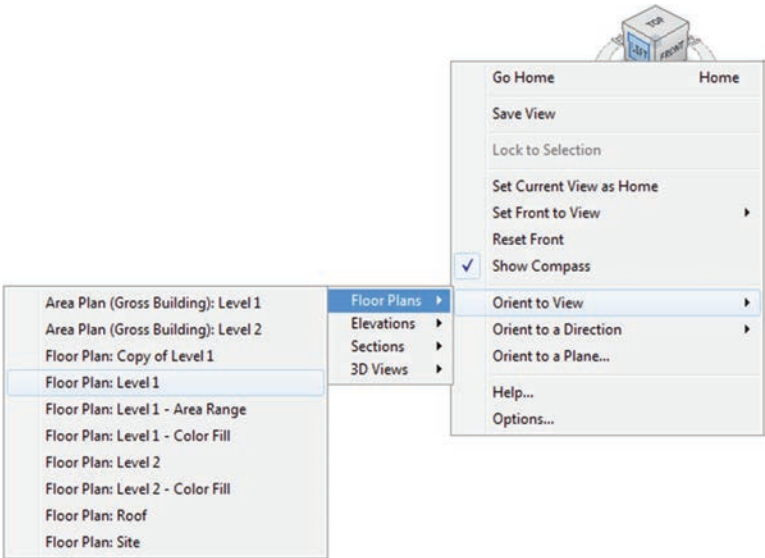 TOP
LEFT
FRONT
Go Home Home
Save View
Lock to Selection
Set Current View as Home
Set Front to View
Reset Front
Show Compass
Orient to View
Orient to a Direction
Orient to a Plane...
Help...
Options...
Floor Plans
Elevations
Sections
3D Views
Area Plan (Gross Building): Level 1
Area Plan (Gross Building): Level 2
Floor Plan: Copy of Level 1
Floor Plan: Level 1
Floor Plan: Level 1 - Area Range
Floor Plan: Level 1 - Color Fill
Floor Plan: Level 2
Floor Plan: Level 2 - Color Fill
Floor Plan: Roof
Floor Plan: Site